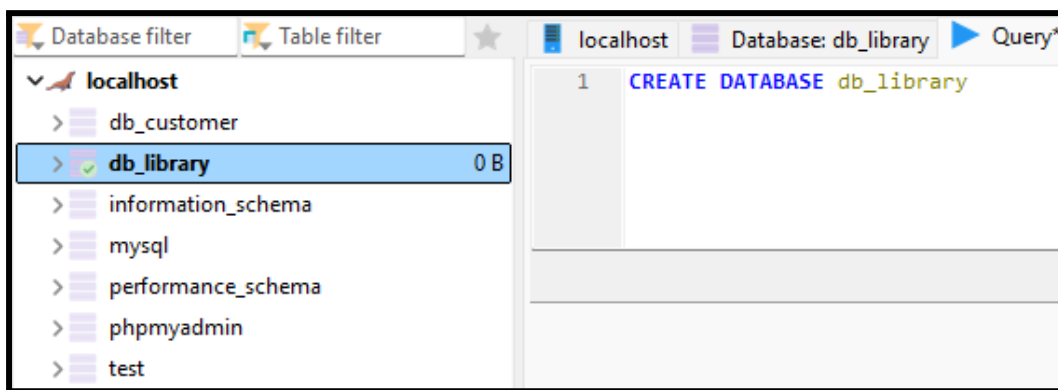 Database filter Table filter
localhost
db_customer
db_library 0 B
information_schema
mysql
performance_schema
phpmyadmin
test
localhost Database: db_library Query*
1 CREATE DATABASE db_library